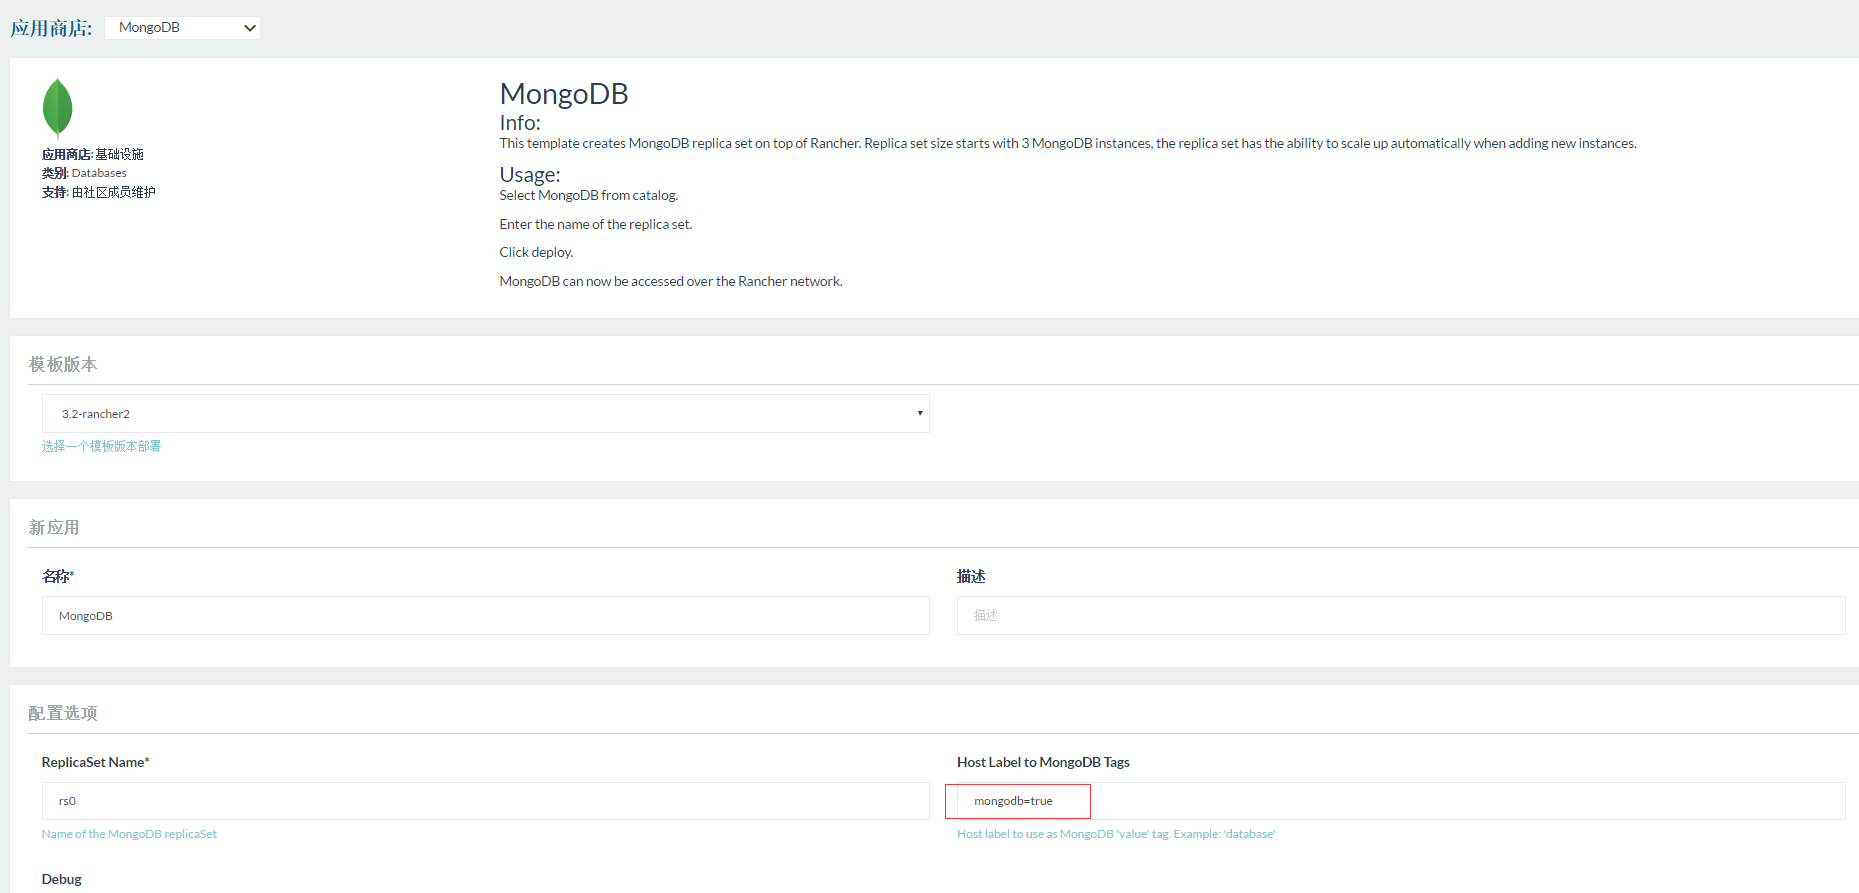 应用商店: MongoDB
应用商店: 基础设施
类别: Databases
支持: 由社区成员维护
MongoDB
Info:
This template creates MongoDB replica set on top of Rancher. Replica set size starts with 3 MongoDB instances, the replica set has the ability to scale up automatically when adding new instances.
Usage:
Select MongoDB from catalog.
Enter the name of the replica set.
Click deploy.
MongoDB can now be accessed over the Rancher network.
模板版本
3.2-rancher2
选择一个模板版本部署
新应用
名称* 描述
MongoDB 描述
配置选项
ReplicaSet Name* Host Label to MongoDB Tags
rs0 mongodb=true
Name of the MongoDB replicaSet Host label to use as MongoDB 'value' tag. Example: 'database'
Debug